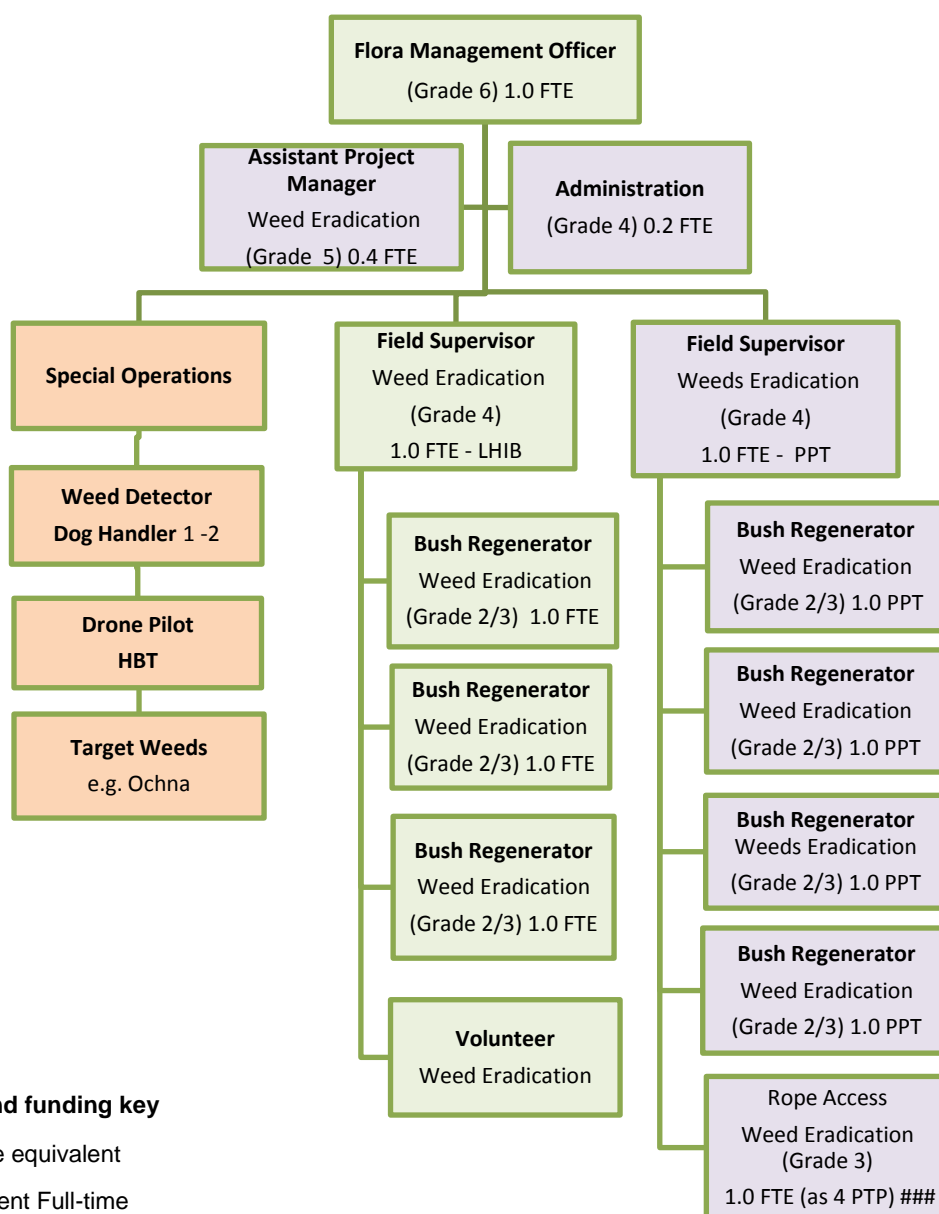 Flora Management Officer
(Grade 6) 1.0 FTE
Assistant Project
Manager
Weed Eradication
(Grade 5) 0.4 FTE
Administration
(Grade 4) 0.2 FTE
Special Operations
Weed Detector
Dog Handler 1 -2
Drone Pilot
HBT
Target Weeds
e.g. Ochna
Field Supervisor
Weed Eradication
(Grade 4)
1.0 FTE - LHIB
Bush Regenerator
Weed Eradication
(Grade 2/3) 1.0 FTE
Bush Regenerator
Weed Eradication
(Grade 2/3) 1.0 FTE
Bush Regenerator
Weed Eradication
(Grade 2/3) 1.0 FTE
Volunteer
Weed Eradication
Field Supervisor
Weeds Eradication
(Grade 4)
1.0 FTE - PPT
Bush Regenerator
Weed Eradication
(Grade 2/3) 1.0 PPT
Bush Regenerator
Weed Eradication
(Grade 2/3) 1.0 PPT
Bush Regenerator
Weeds Eradication
(Grade 2/3) 1.0 PPT
Bush Regenerator
Weed Eradication
(Grade 2/3) 1.0 PPT
Rope Access
Weed Eradication
(Grade 3)
1.0 FTE (as 4 PTP) ###
funding key
equivalent
Full-time